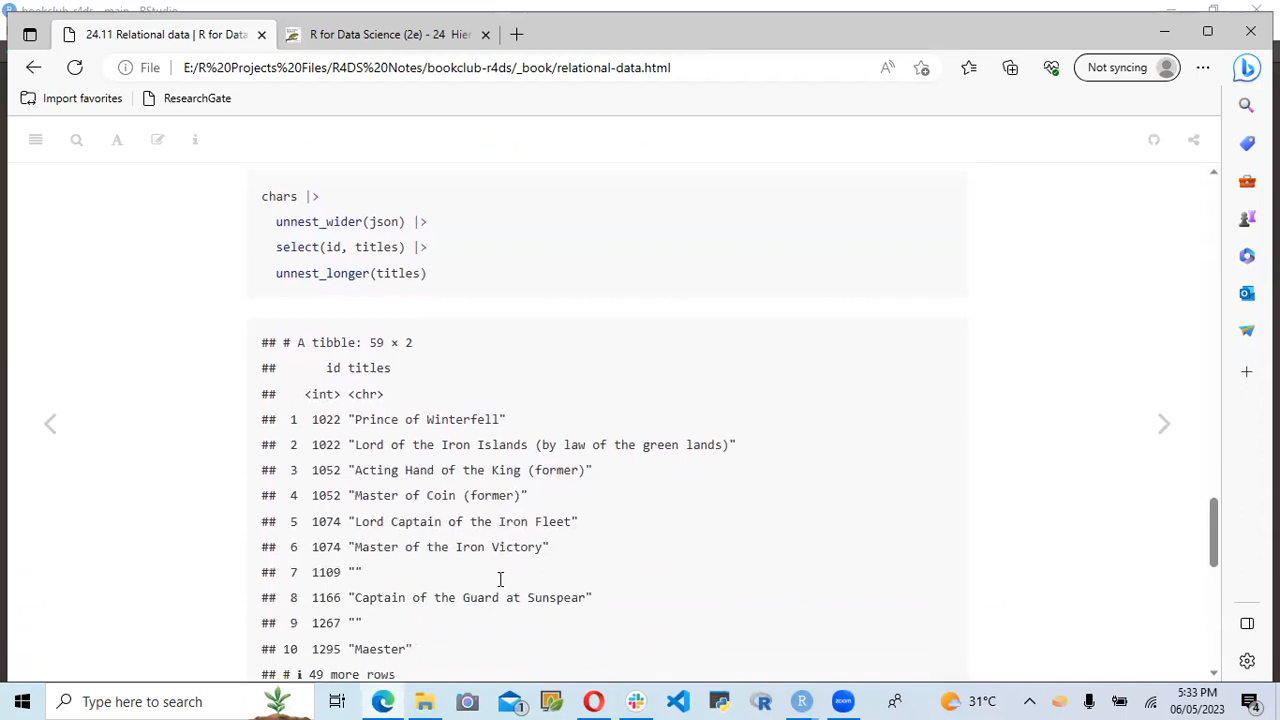 bookclub-r4ds - main - RStudio
24.11 Relational data | R for Data
R for Data Science (2e) - 24 Hier
File
E:/R%20Projects%20Files/R4DS%20Notes/bookclub-r4ds/_book/relational-data.html
Not syncing
Import favorites
ResearchGate
chars |>
unnest_wider(json) |>
select(id, titles) |>
unnest_longer(titles)
## # A tibble: 59 × 2
## id titles
## <int> <chr>
## 1 1022 "Prince of Winterfell"
## 2 1022 "Lord of the Iron Islands (by law of the green lands)"
## 3 1052 "Acting Hand of the King (former)"
## 4 1052 "Master of Coin (former)"
## 5 1074 "Lord Captain of the Iron Fleet"
## 6 1074 "Master of the Iron Victory"
## 7 1109 ""
## 8 1166 "Captain of the Guard at Sunspear"
## 9 1267 ""
## 10 1295 "Maester"
## # ℹ 49 more rows
Type here to search
31°C
5:33 PM
06/05/2023